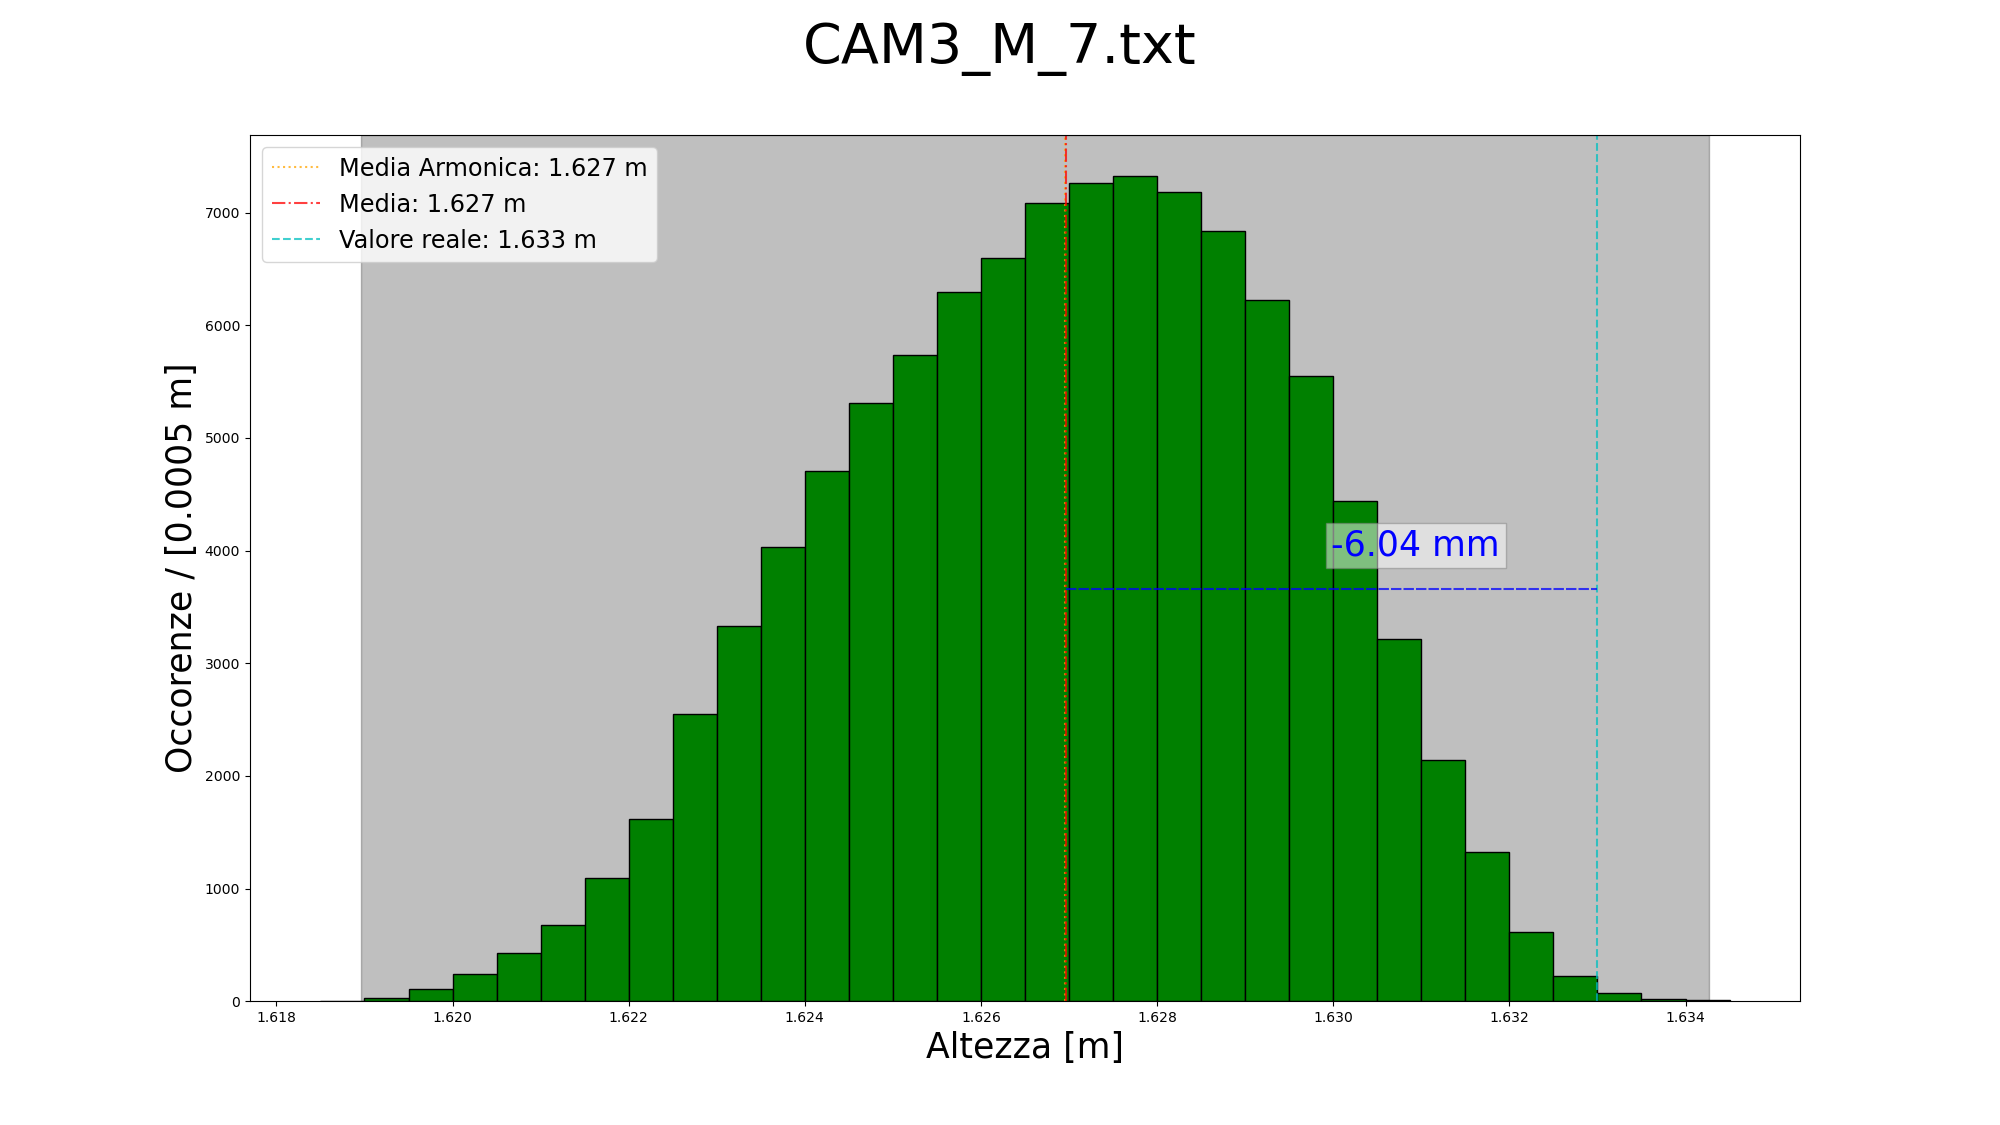 CAM3_M_7.txt
Media Armonica: 1.627 m
Media: 1.627 m
Valore reale: 1.633 m
7000
6000
5000
4000
3000
2000
1000
0
Occorenze / [0.0005 m]
-6.04 mm
1.618 1.620 1.622 1.624 1.626 1.628 1.630 1.632 1.634
Altezza [m]